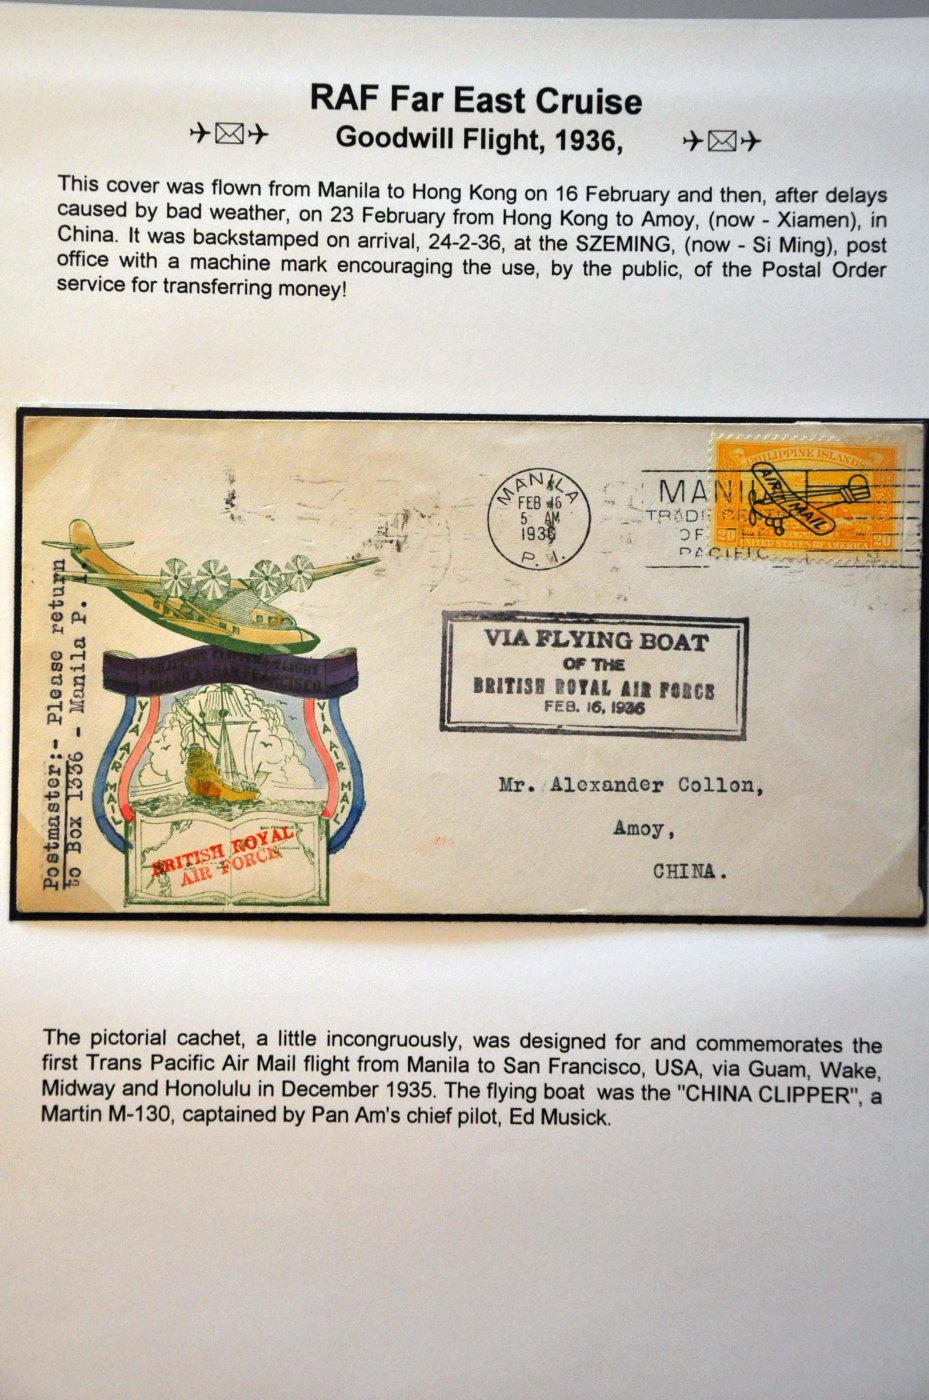 RAF Far East Cruise
Goodwill Flight, 1936,
This cover was flown from Manila to Hong Kong on 16 February and then, after delays
caused by bad weather, on 23 February from Hong Kong to Amoy, (now - Xiamen), in
China. It was backstamped on arrival, 24-2-36, at the SZEMING, (now - Si Ming), post
office with a machine mark encouraging the use, by the public, of the Postal Order
service for transferring money!
MANILA
FEB 16
5 AM
1936
P. I.
MANILA
TRADE
OF
PACIFIC
PHILIPPINE ISLANDS
AIR MAIL
20 20
UNITED STATES OF AMERICA
Postmaster:- Please return
to Box 1336 - Manila P. I.
PHILIPPINE CLIPPER FLIGHT
MANILA SAN FRANCISCO
VIA AIR MAIL
VIA AIR MAIL
BRITISH ROYAL
AIR FORCE
VIA FLYING BOAT
OF THE
BRITISH ROYAL AIR FORCE
FEB. 16, 1936
Mr. Alexander Collon,
Amoy,
CHINA.
The pictorial cachet, a little incongruously, was designed for and commemorates the
first Trans Pacific Air Mail flight from Manila to San Francisco, USA, via Guam, Wake,
Midway and Honolulu in December 1935. The flying boat was the "CHINA CLIPPER", a
Martin M-130, captained by Pan Am's chief pilot, Ed Musick.